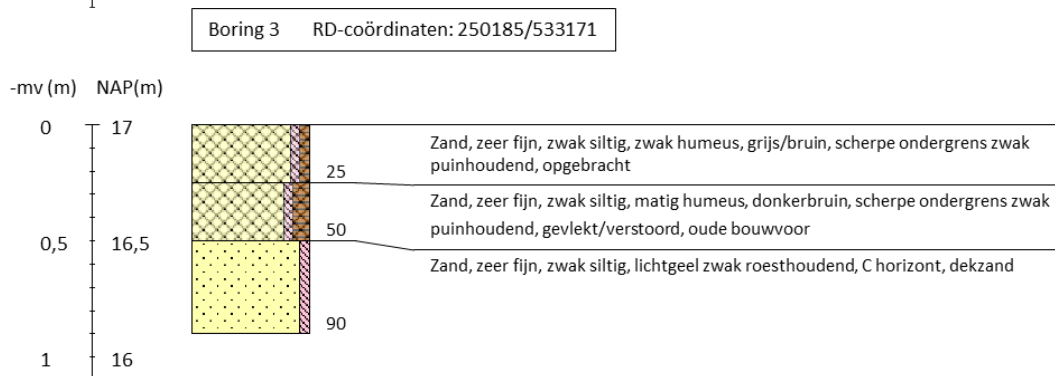 Boring 3 RD-coördinaten: 250185/533171
-mv (m) NAP(m)
0 17
Zand, zeer fijn, zwak siltig, zwak humeus, grijs/bruin, scherpe ondergrens zwak
puinhoudend, opgebracht
25
Zand, zeer fijn, zwak siltig, matig humeus, donkerbruin, scherpe ondergrens zwak
puinhoudend, gevlekt/verstoord, oude bouwvoor
50
0,5 16,5
Zand, zeer fijn, zwak siltig, lichtgeel zwak roesthoudend, C horizont, dekzand
90
1 16